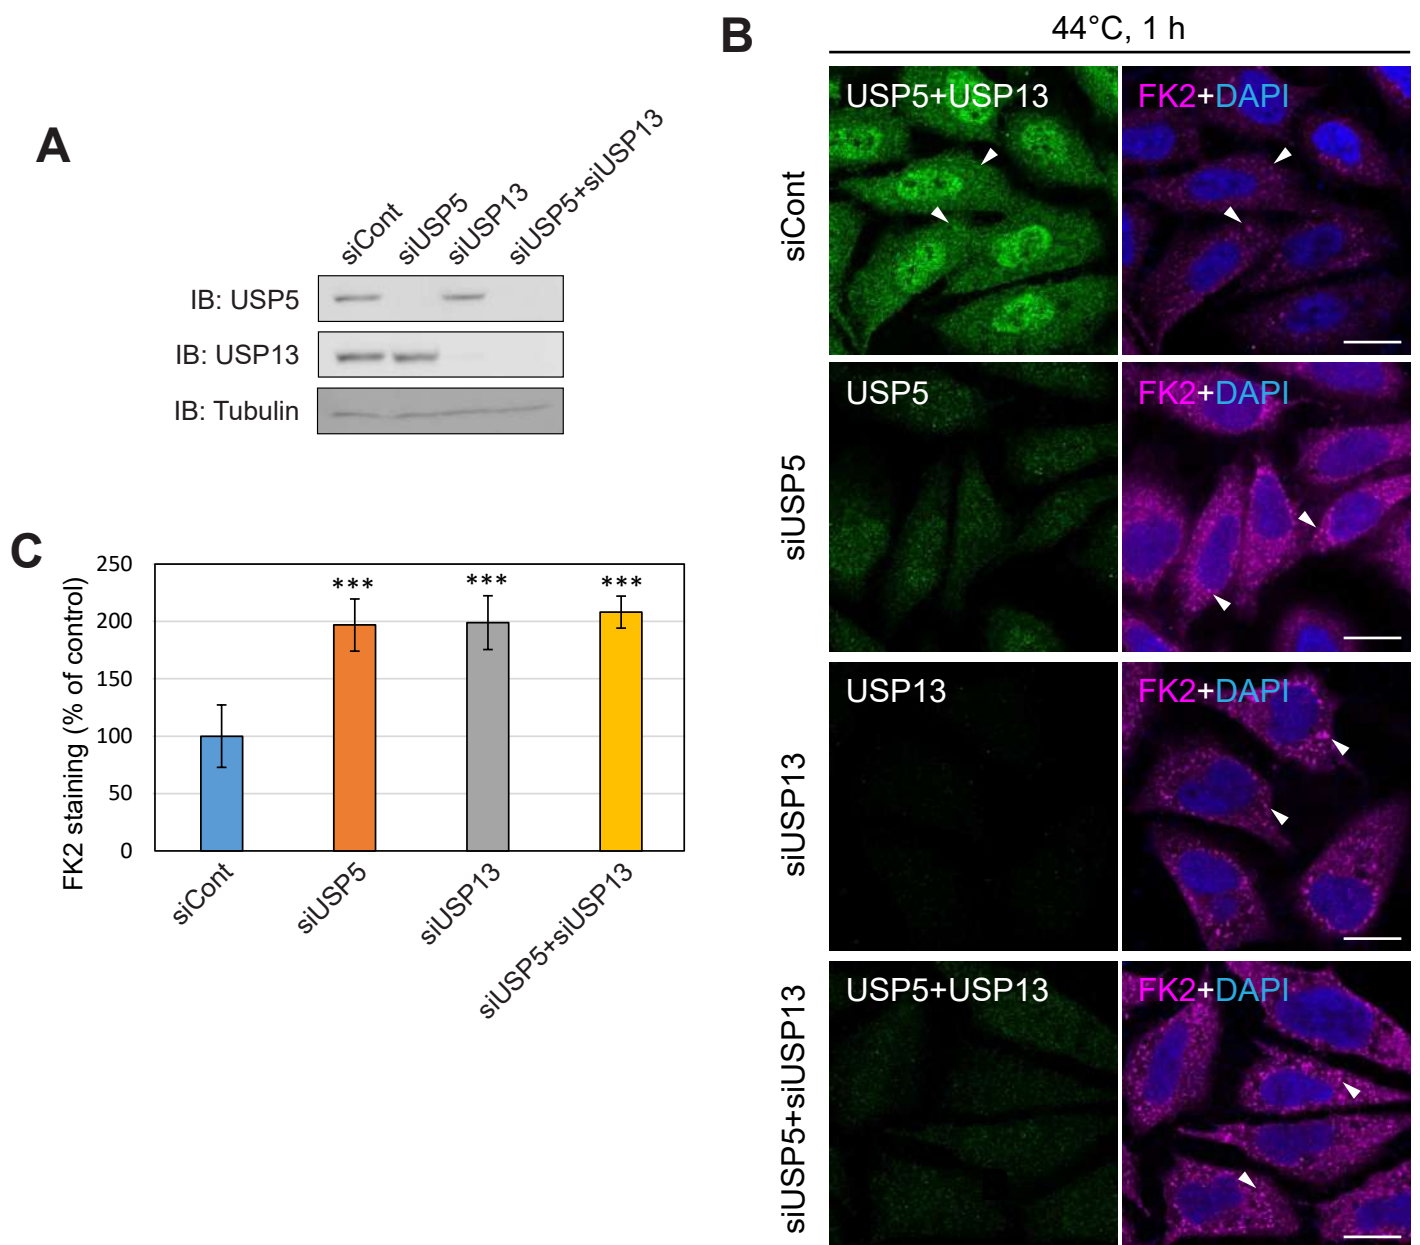 A
siCont
siUSP5
siUSP13
siUSP5+siUSP13
IB: USP5
IB: USP13
IB: Tubulin
B
44°C, 1 h
siCont
USP5+USP13
FK2+DAPI
siUSP5
USP5
FK2+DAPI
siUSP13
USP13
FK2+DAPI
siUSP5+siUSP13
USP5+USP13
FK2+DAPI
C
FK2 staining (% of control)
250
200
150
100
50
0
***
***
***
siCont
siUSP5
siUSP13
siUSP5+siUSP13